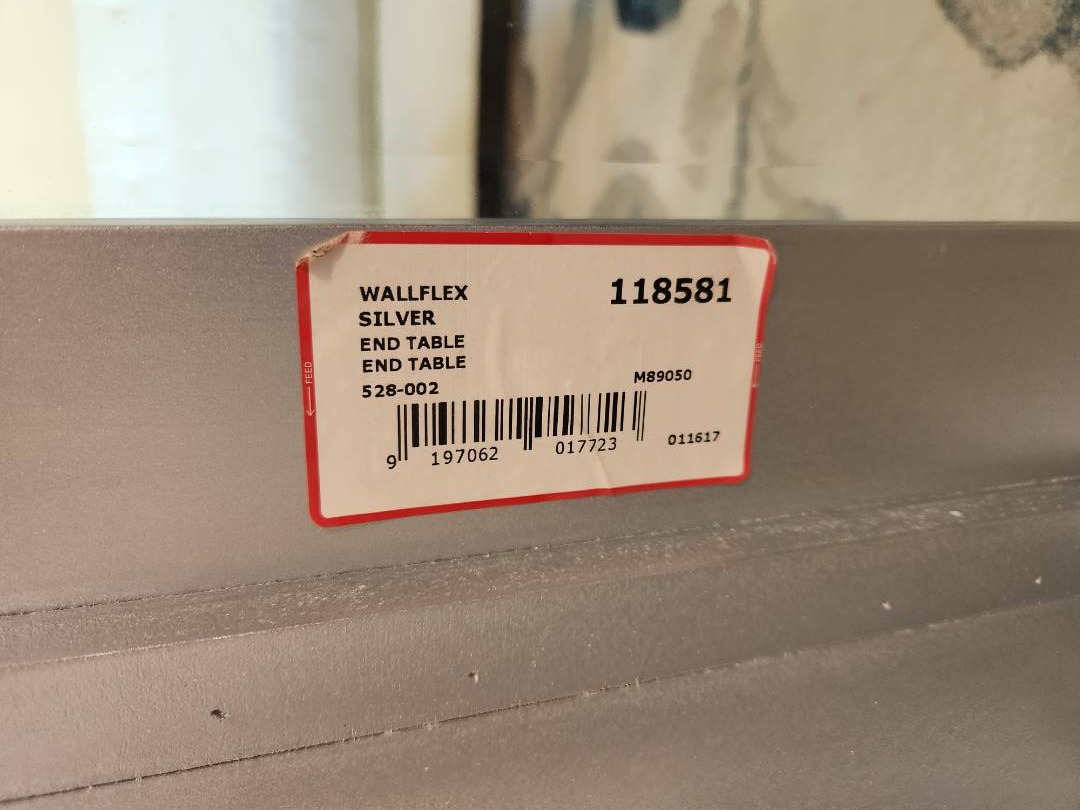 WALLFLEX
118581
SILVER
END TABLE
END TABLE
528-002
M89050
9 197062 017723
011617
FEED
FEED